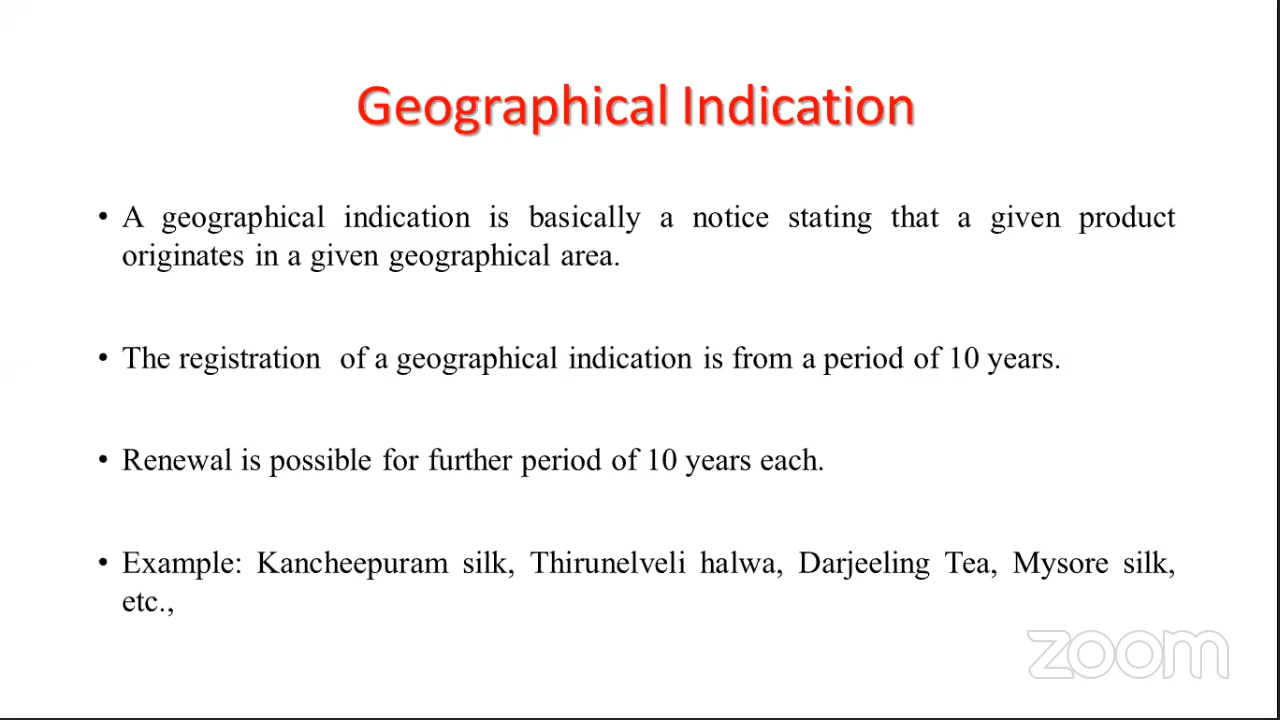 Geographical Indication
• A geographical indication is basically a notice stating that a given product
originates in a given geographical area.
• The registration of a geographical indication is from a period of 10 years.
• Renewal is possible for further period of 10 years each.
• Example: Kancheepuram silk, Thirunelveli halwa, Darjeeling Tea, Mysore silk,
etc.,
zoom